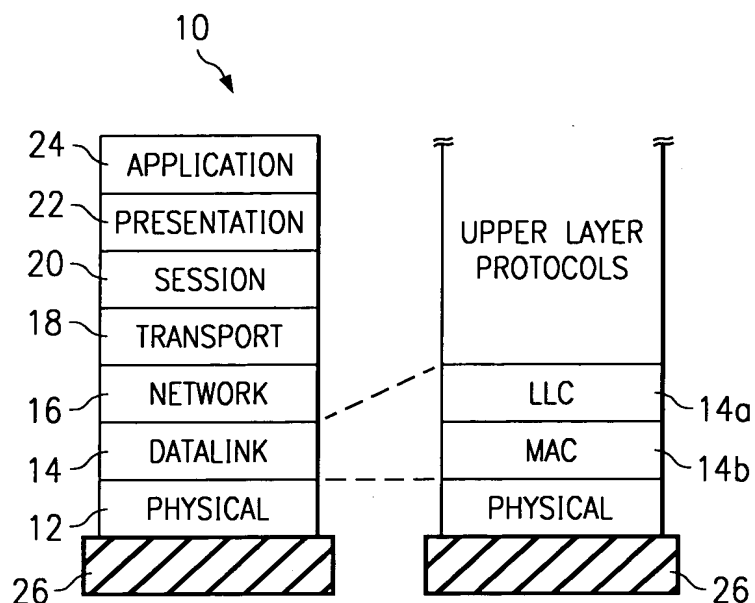 10
24
APPLICATION
22
PRESENTATION
20
SESSION
18
TRANSPORT
16
NETWORK
14
DATALINK
12
PHYSICAL
26
UPPER LAYER
PROTOCOLS
LLC
14a
MAC
14b
PHYSICAL
26